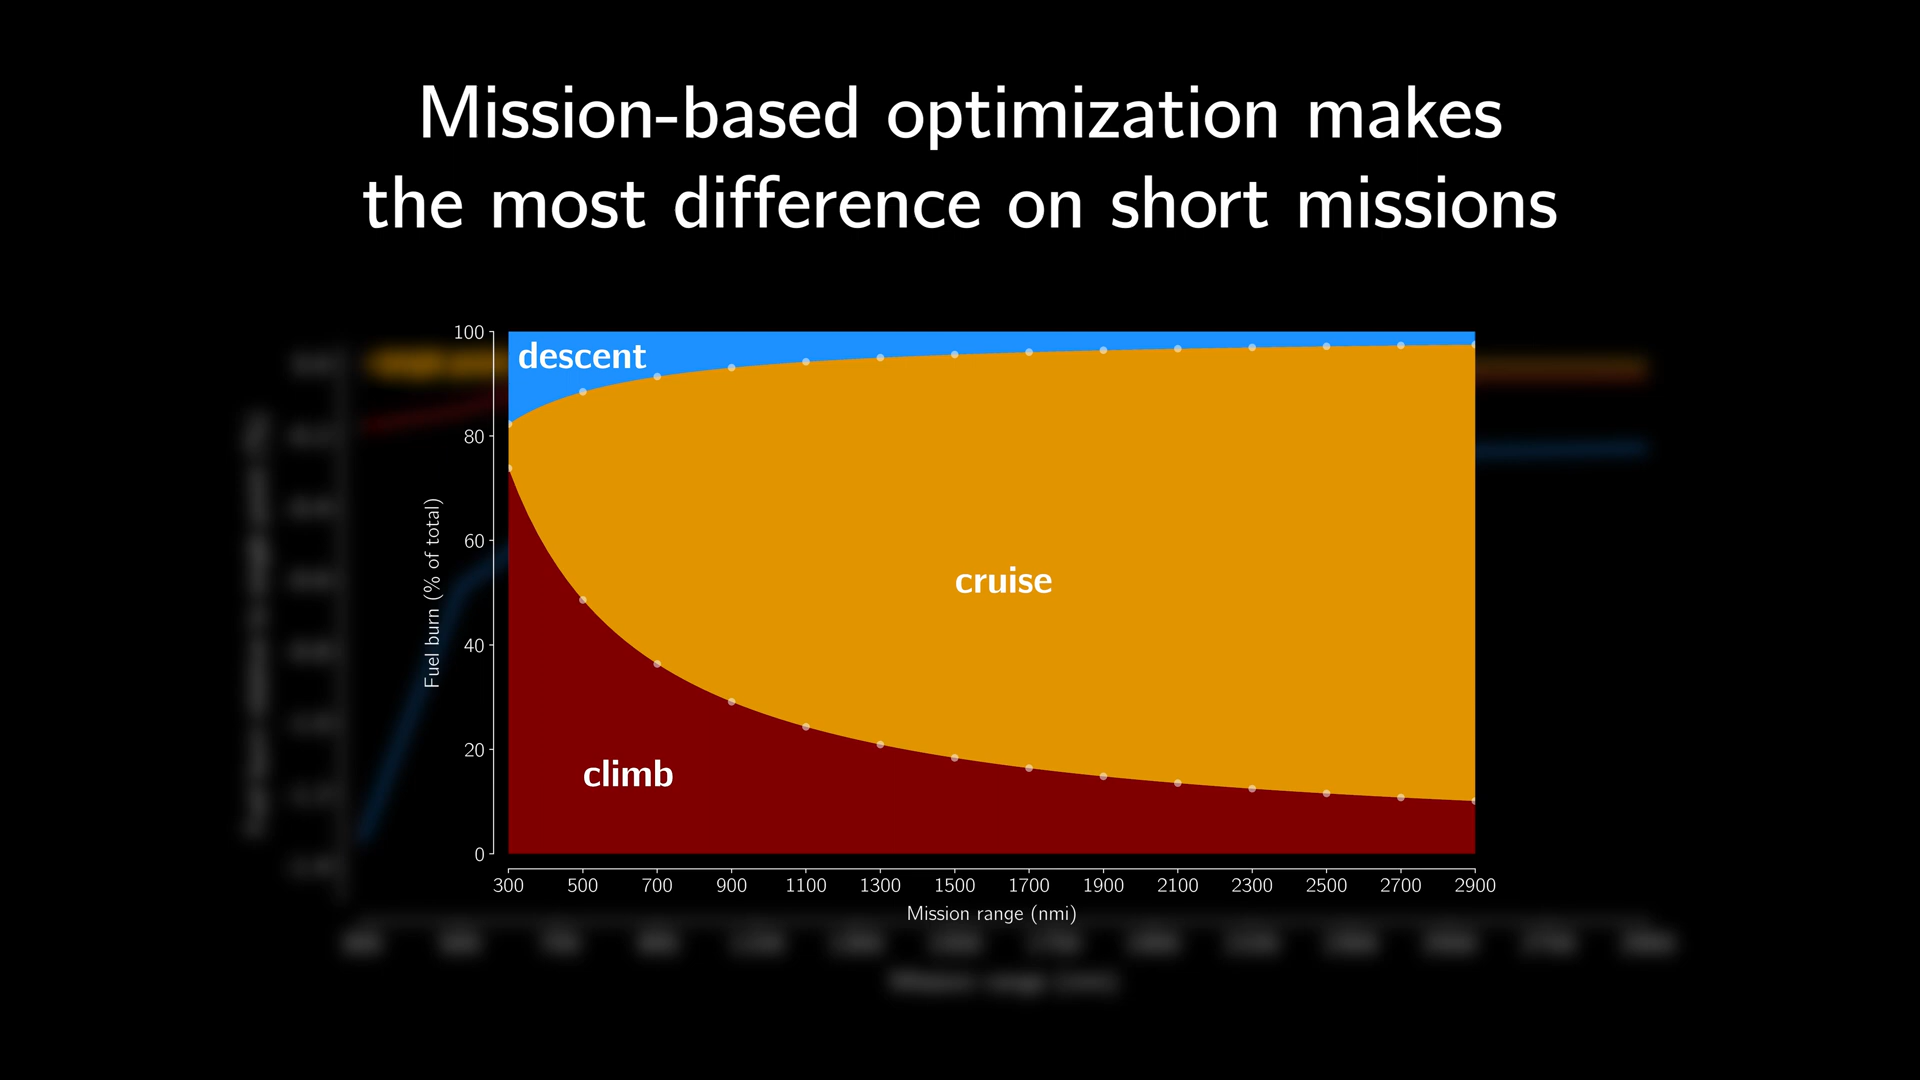 Mission-based optimization makes
the most difference on short missions
100
80
60
40
20
0
Fuel burn (% of total)
descent
cruise
climb
300 500 700 900 1100 1300 1500 1700 1900 2100 2300 2500 2700 2900
Mission range (nmi)